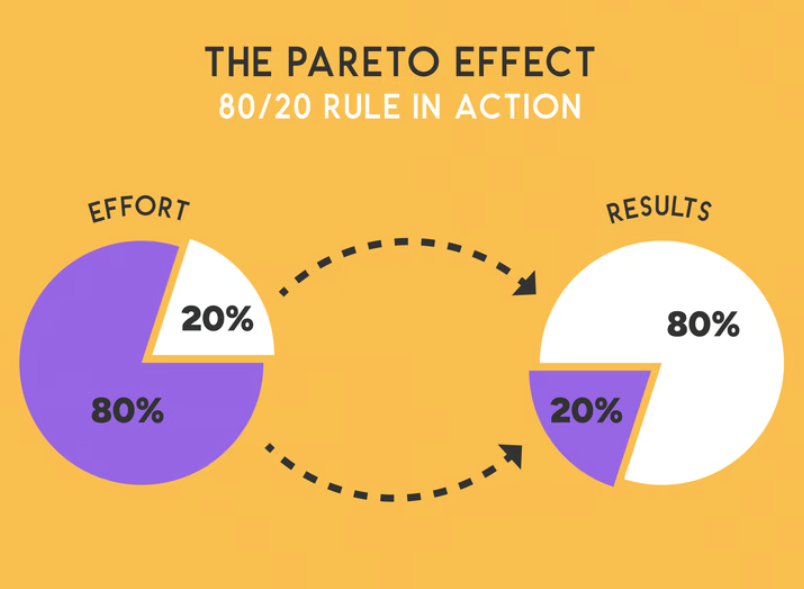 THE PARETO EFFECT
80/20 RULE IN ACTION
EFFORT
RESULTS
20%
80%
80%
20%